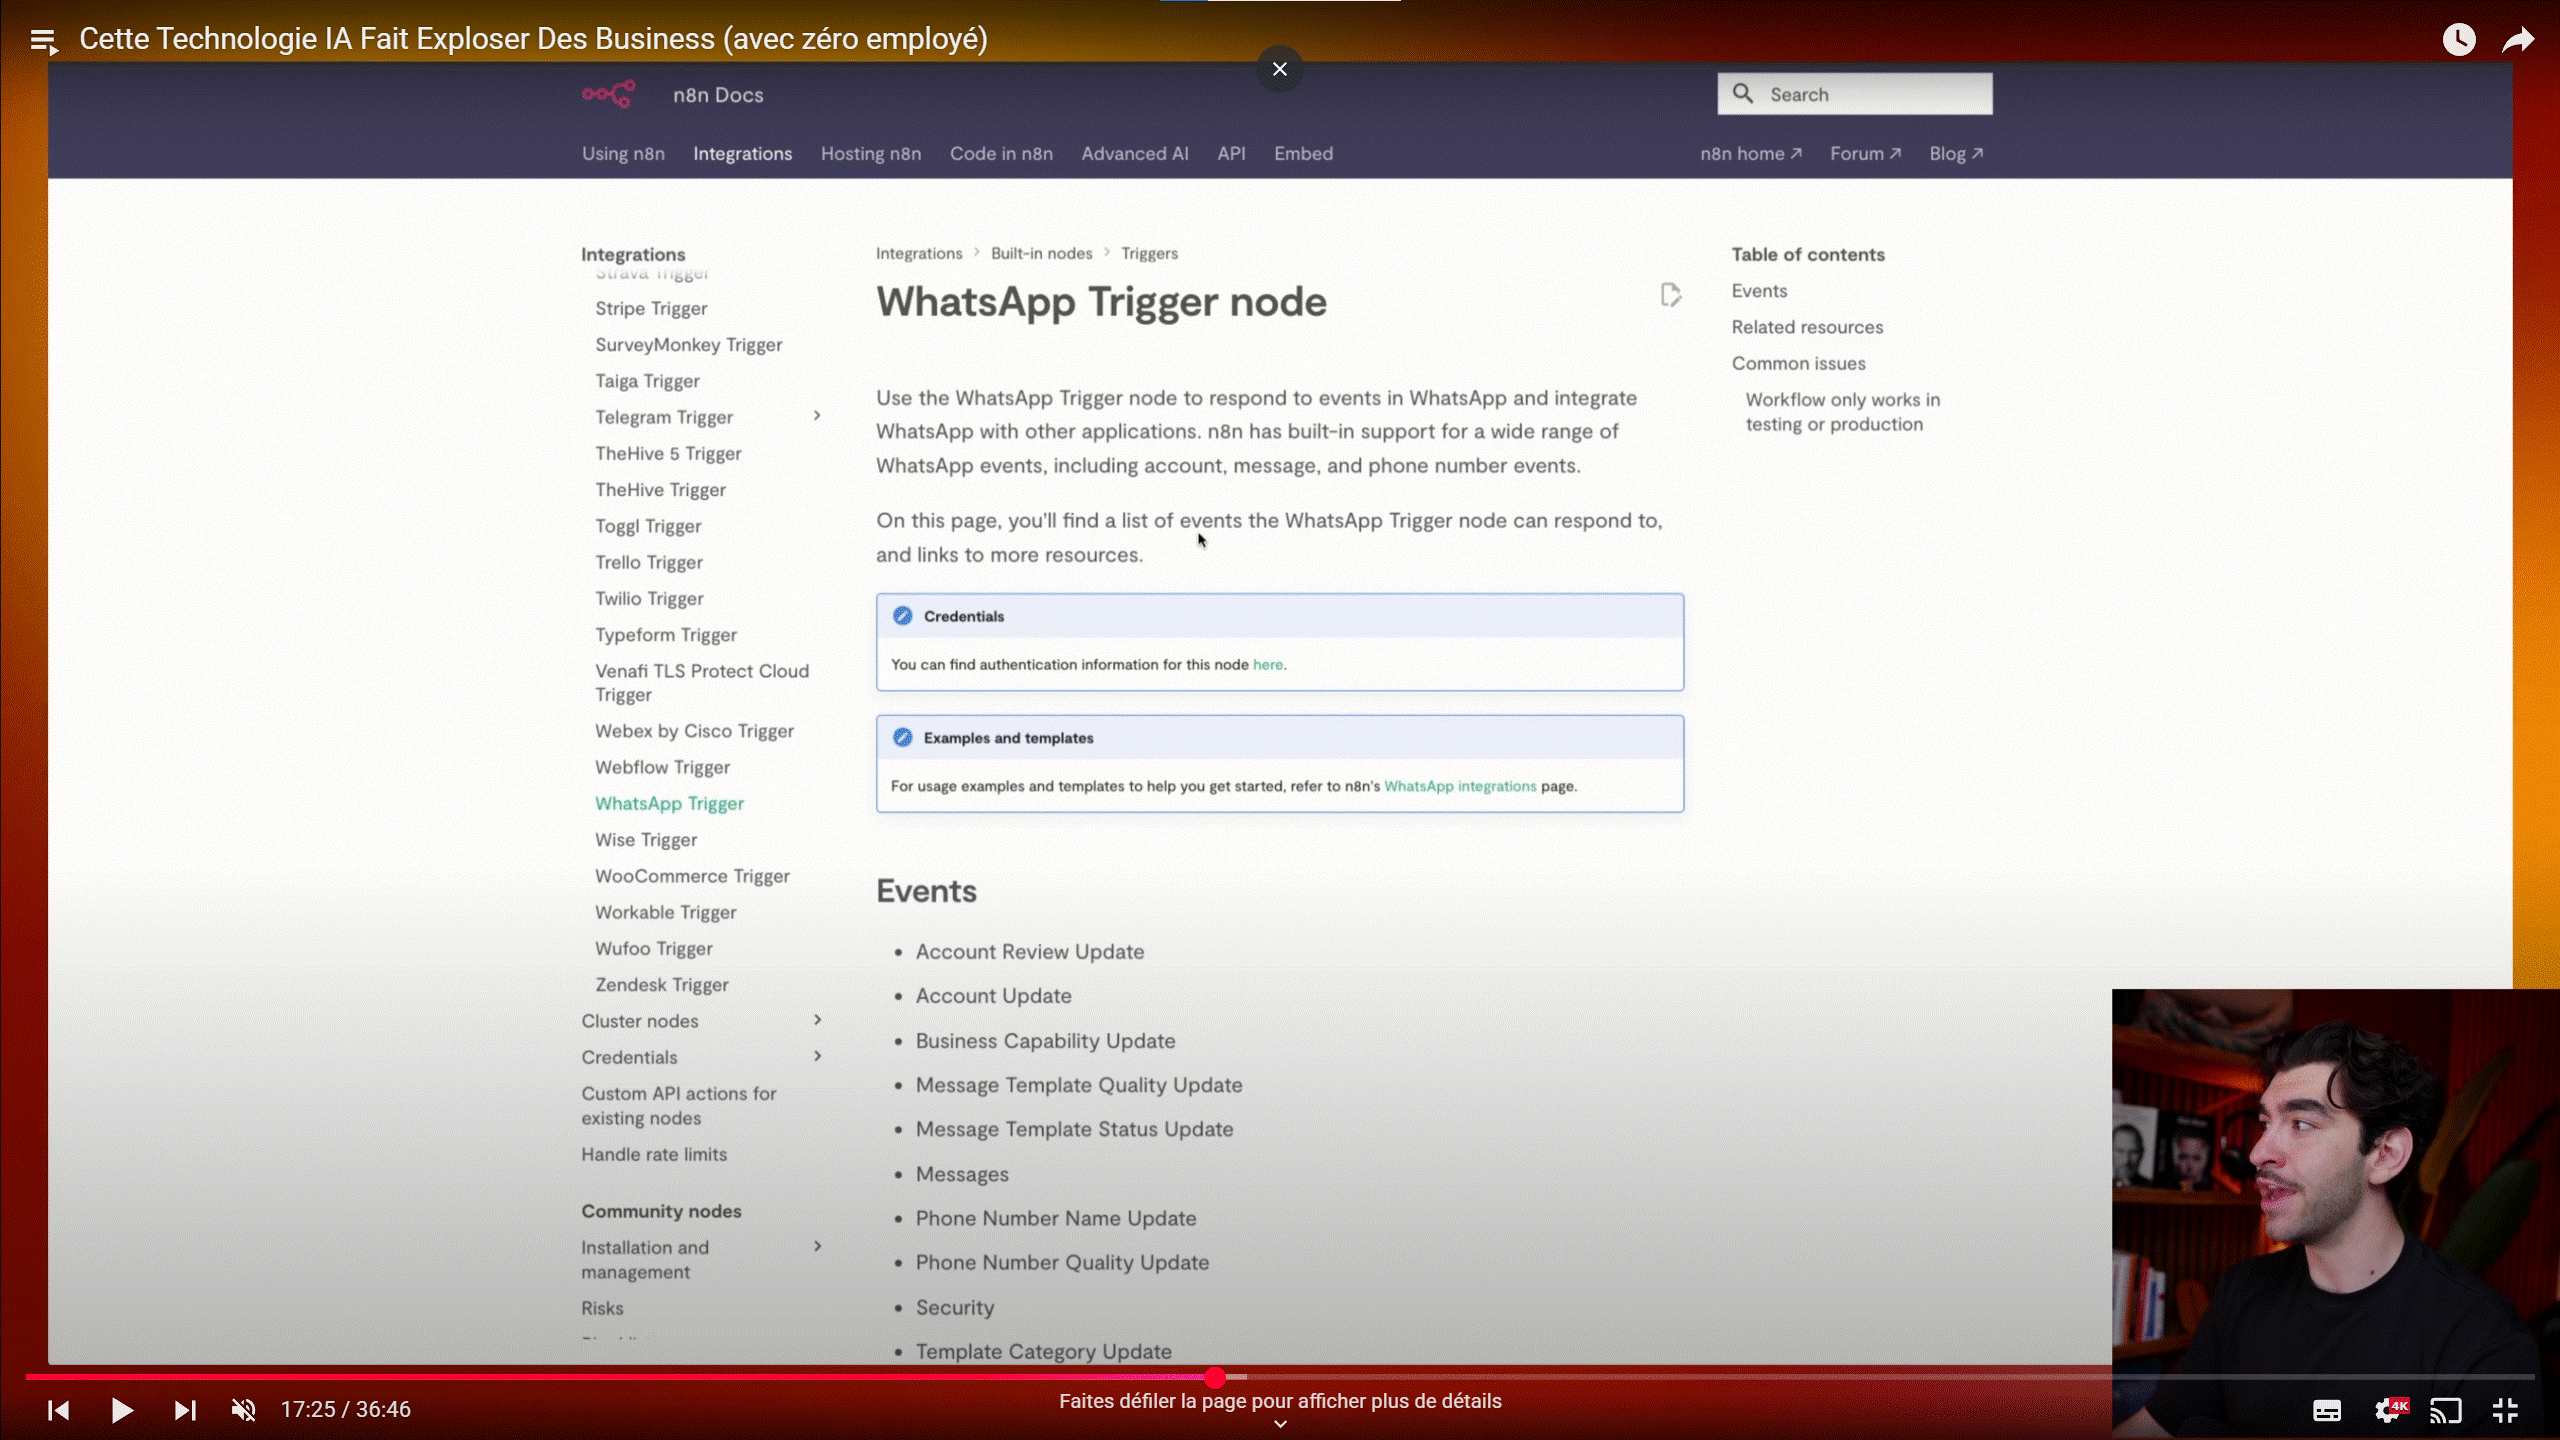 Cette Technologie IA Fait Exploser Des Business (avec zéro employé)
n8n Docs
Search
Using n8n Integrations Hosting n8n Code in n8n Advanced AI API Embed
n8n home Forum Blog
Integrations
Strava Trigger
Stripe Trigger
SurveyMonkey Trigger
Taiga Trigger
Telegram Trigger
TheHive 5 Trigger
TheHive Trigger
Toggl Trigger
Trello Trigger
Twilio Trigger
Typeform Trigger
Venafi TLS Protect Cloud
Trigger
Webex by Cisco Trigger
Webflow Trigger
WhatsApp Trigger
Wise Trigger
WooCommerce Trigger
Workable Trigger
Wufoo Trigger
Zendesk Trigger
Cluster nodes
Credentials
Custom API actions for
existing nodes
Handle rate limits
Community nodes
Installation and
management
Risks
Integrations > Built-in nodes > Triggers
WhatsApp Trigger node
Use the WhatsApp Trigger node to respond to events in WhatsApp and integrate
WhatsApp with other applications. n8n has built-in support for a wide range of
WhatsApp events, including account, message, and phone number events.
On this page, you'll find a list of events the WhatsApp Trigger node can respond to,
and links to more resources.
Credentials
You can find authentication information for this node here.
Examples and templates
For usage examples and templates to help you get started, refer to n8n's WhatsApp integrations page.
Events
• Account Review Update
• Account Update
• Business Capability Update
• Message Template Quality Update
• Message Template Status Update
• Messages
• Phone Number Name Update
• Phone Number Quality Update
• Security
• Template Category Update
Table of contents
Events
Related resources
Common issues
Workflow only works in
testing or production
17:25 / 36:46
Faites défiler la page pour afficher plus de détails
4K